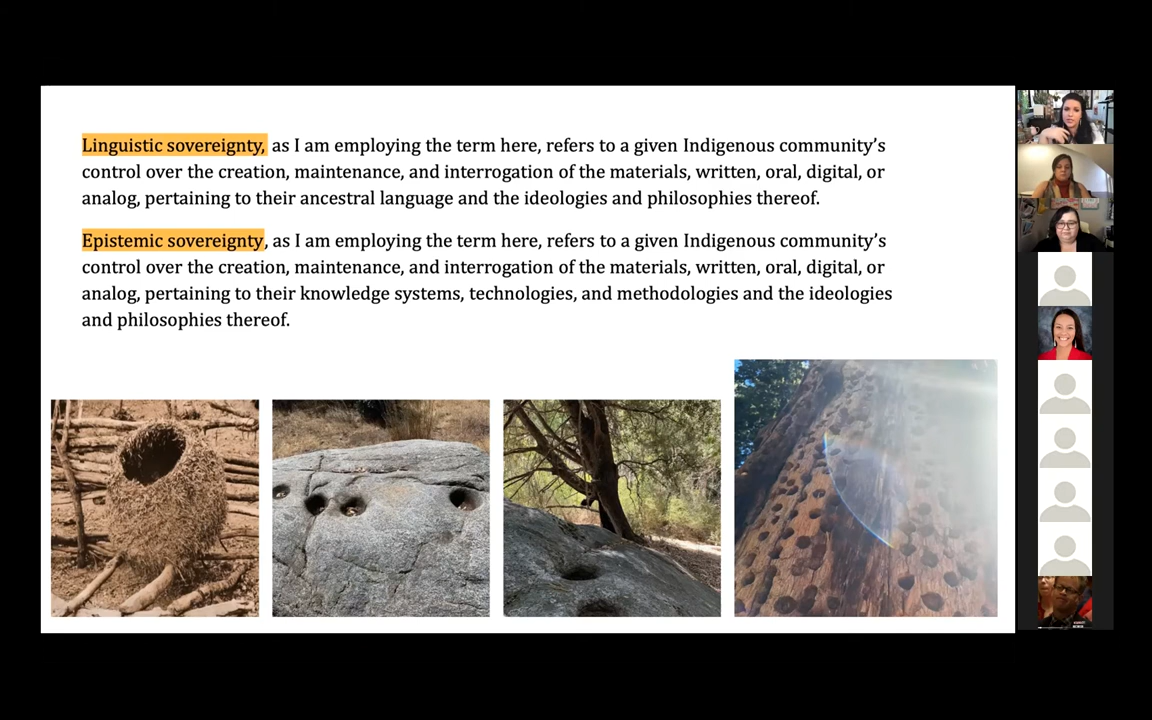 Linguistic sovereignty, as I am employing the term here, refers to a given Indigenous community’s
control over the creation, maintenance, and interrogation of the materials, written, oral, digital, or
analog, pertaining to their ancestral language and the ideologies and philosophies thereof.
Epistemic sovereignty, as I am employing the term here, refers to a given Indigenous community’s
control over the creation, maintenance, and interrogation of the materials, written, oral, digital, or
analog, pertaining to their knowledge systems, technologies, and methodologies and the ideologies
and philosophies thereof.